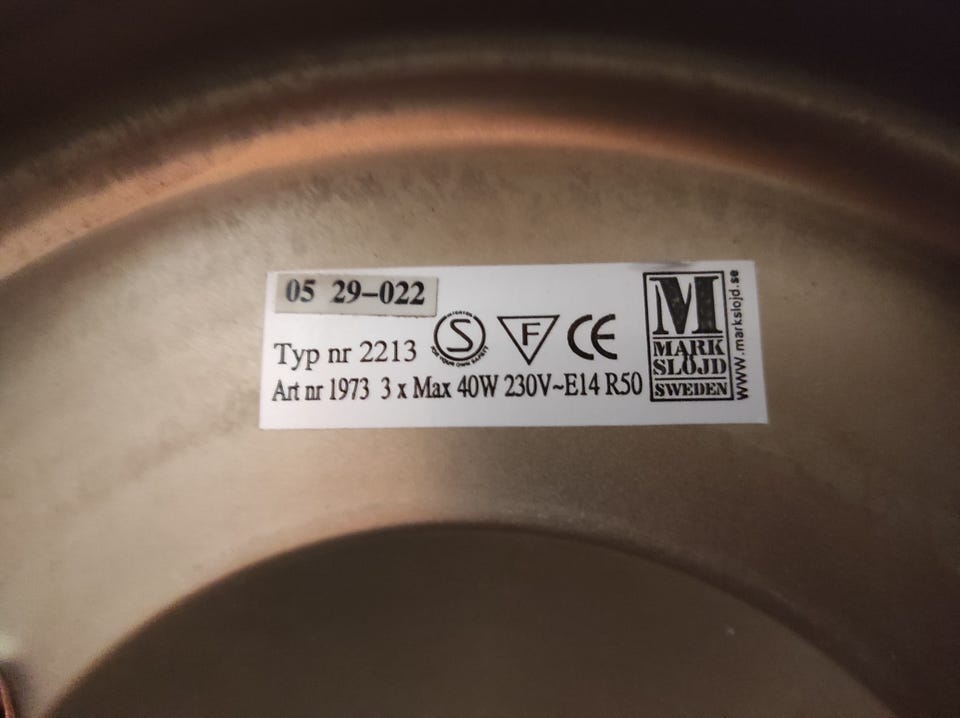 05 29-022
Typ nr 2213
S
F
CE
Art nr 1973 3 x Max 40W 230V~E14 R50
M
MARK
SLÖJD
SWEDEN
www.markslojd.se